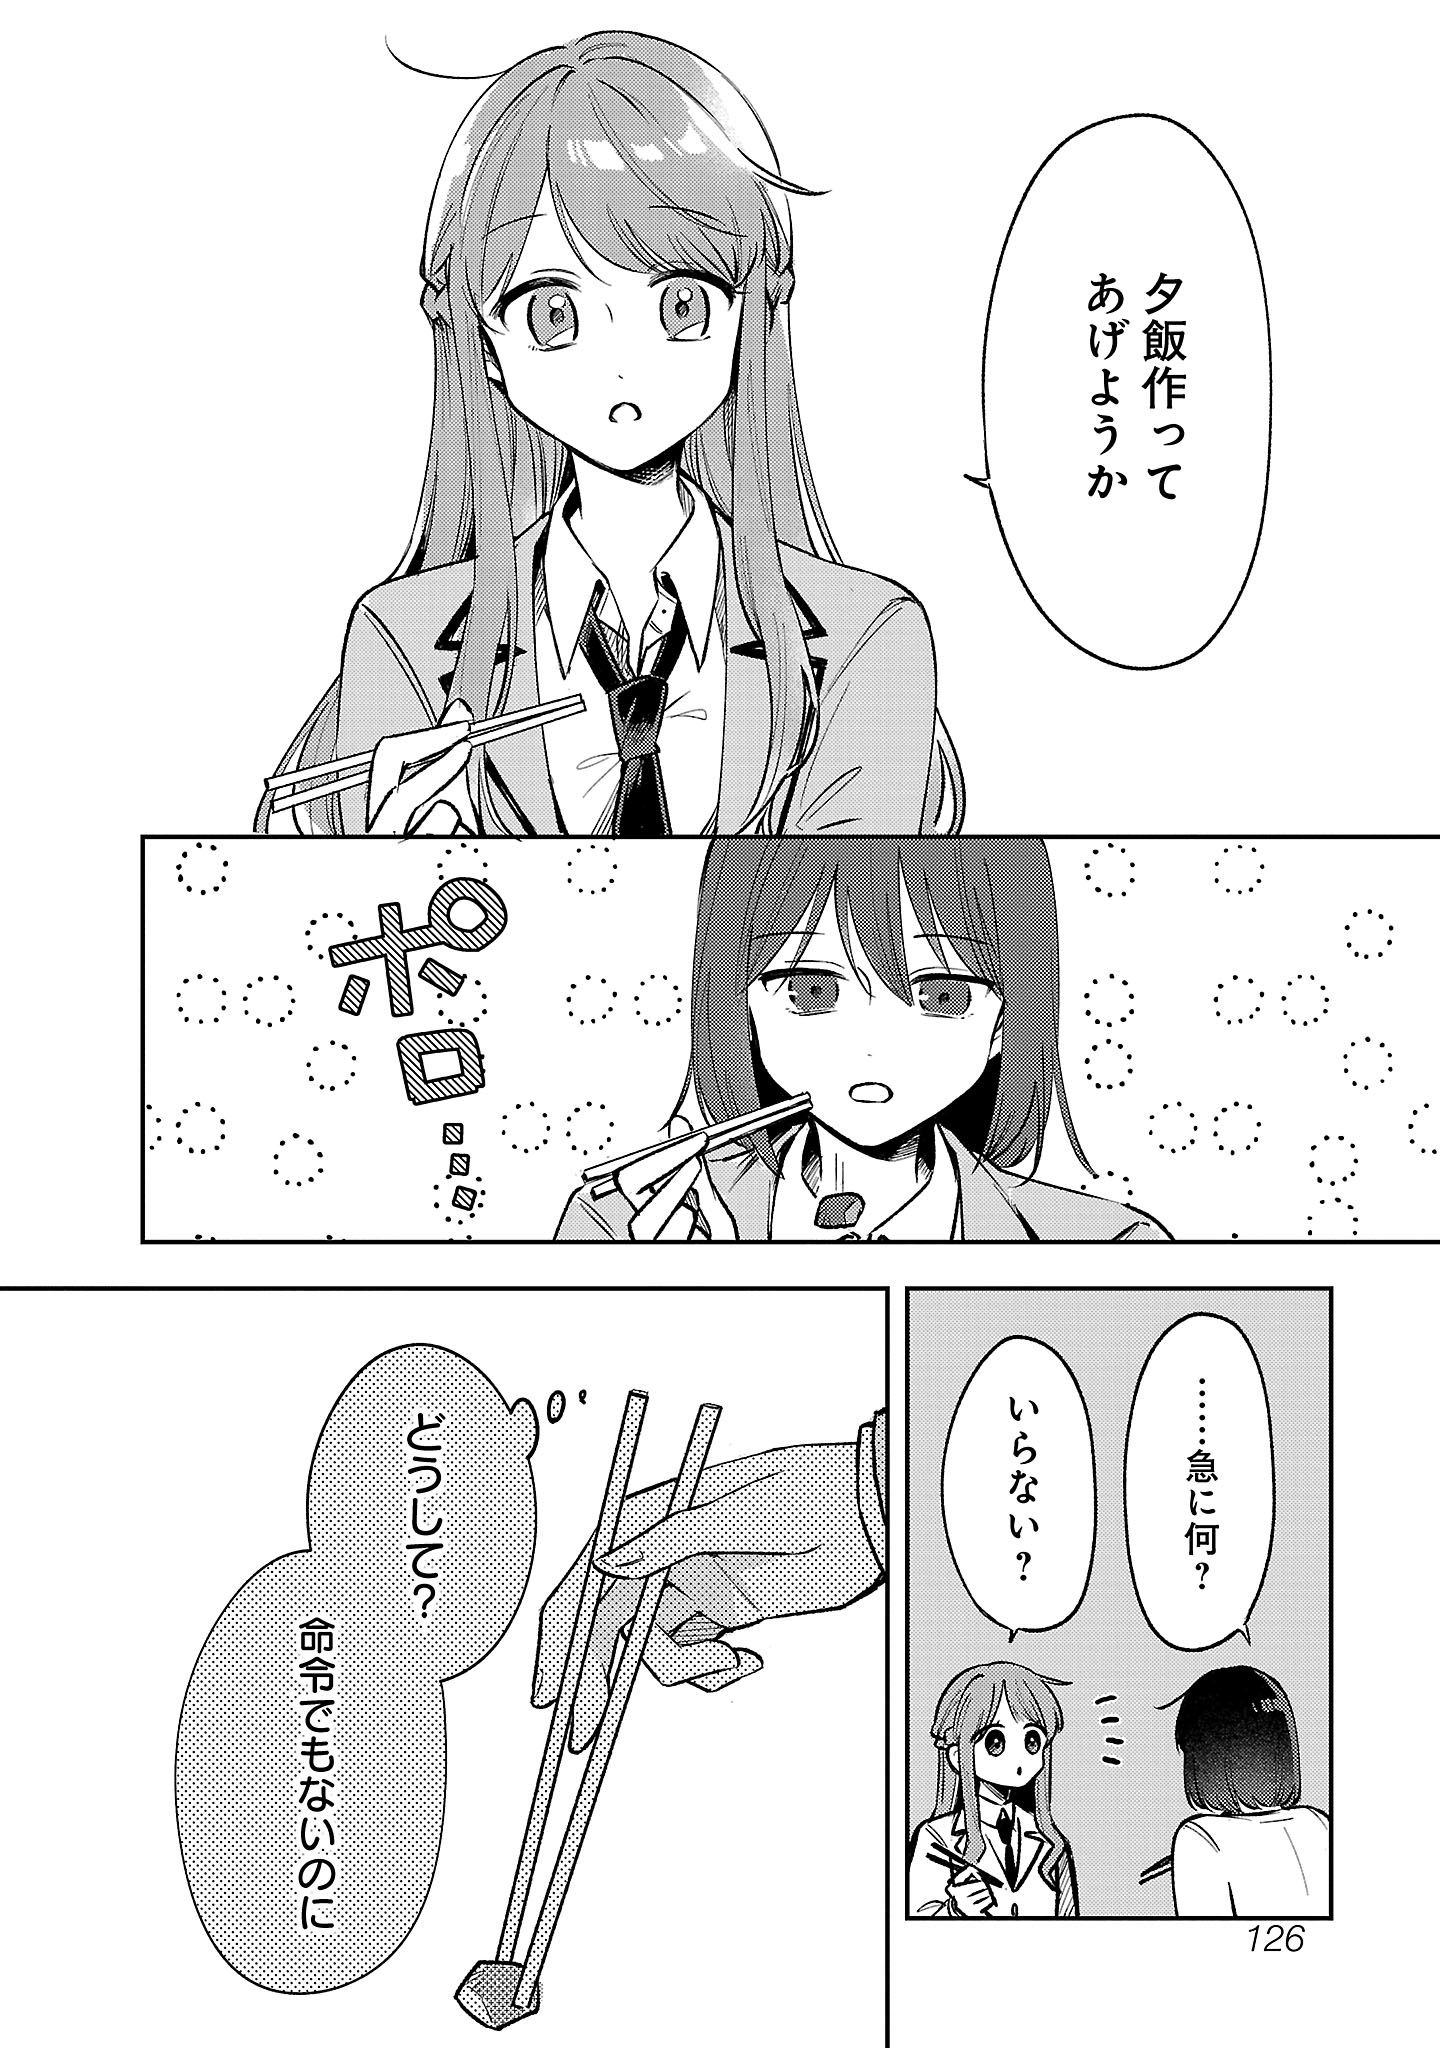 夕飯作って
あげようか
ポロ…
……急に何？
いらない？
どうして？
命令でもないのに
126